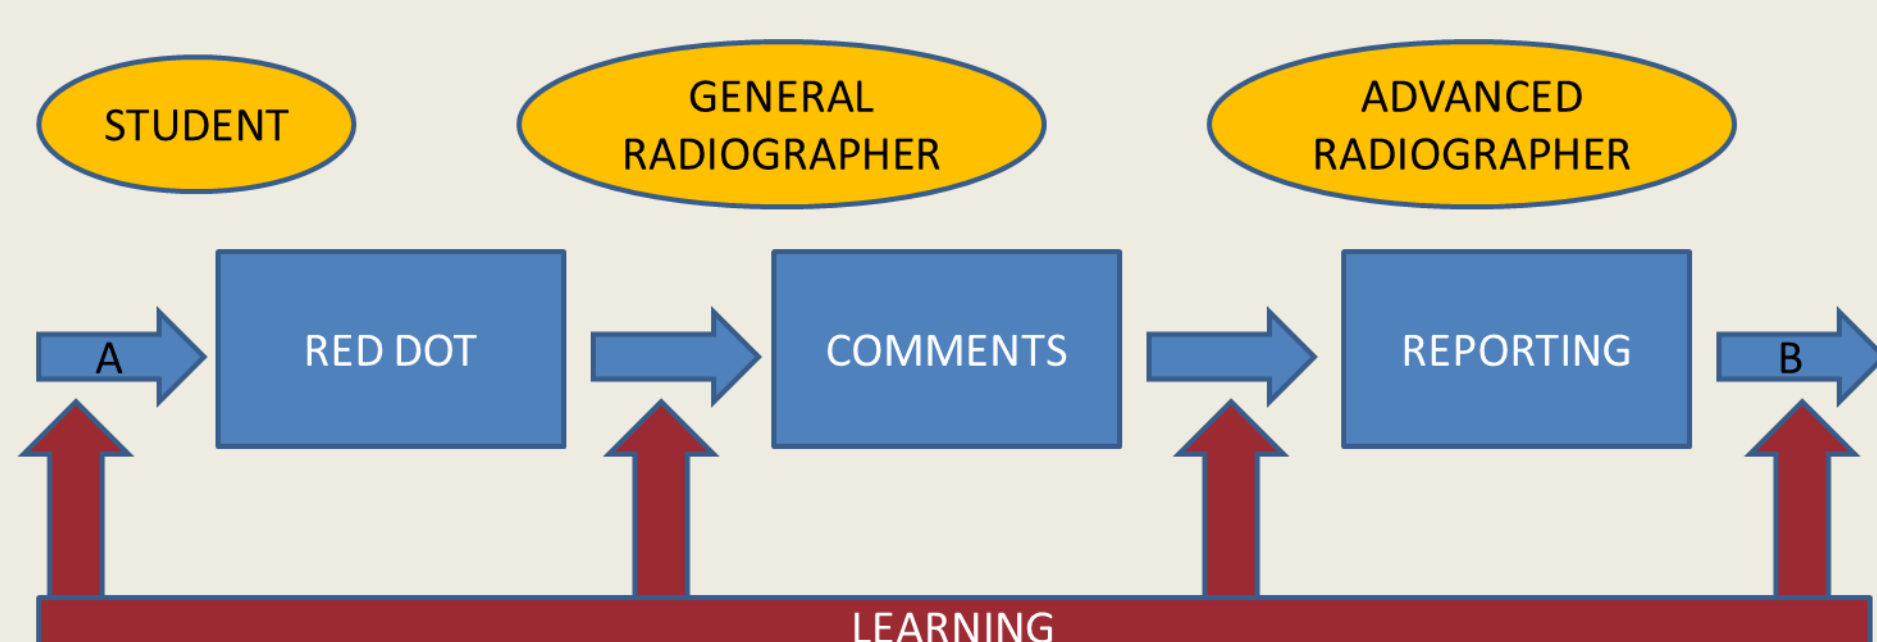 STUDENT
GENERAL
RADIOGRAPHER
ADVANCED
RADIOGRAPHER
A
RED DOT
COMMENTS
REPORTING
B
LEARNING